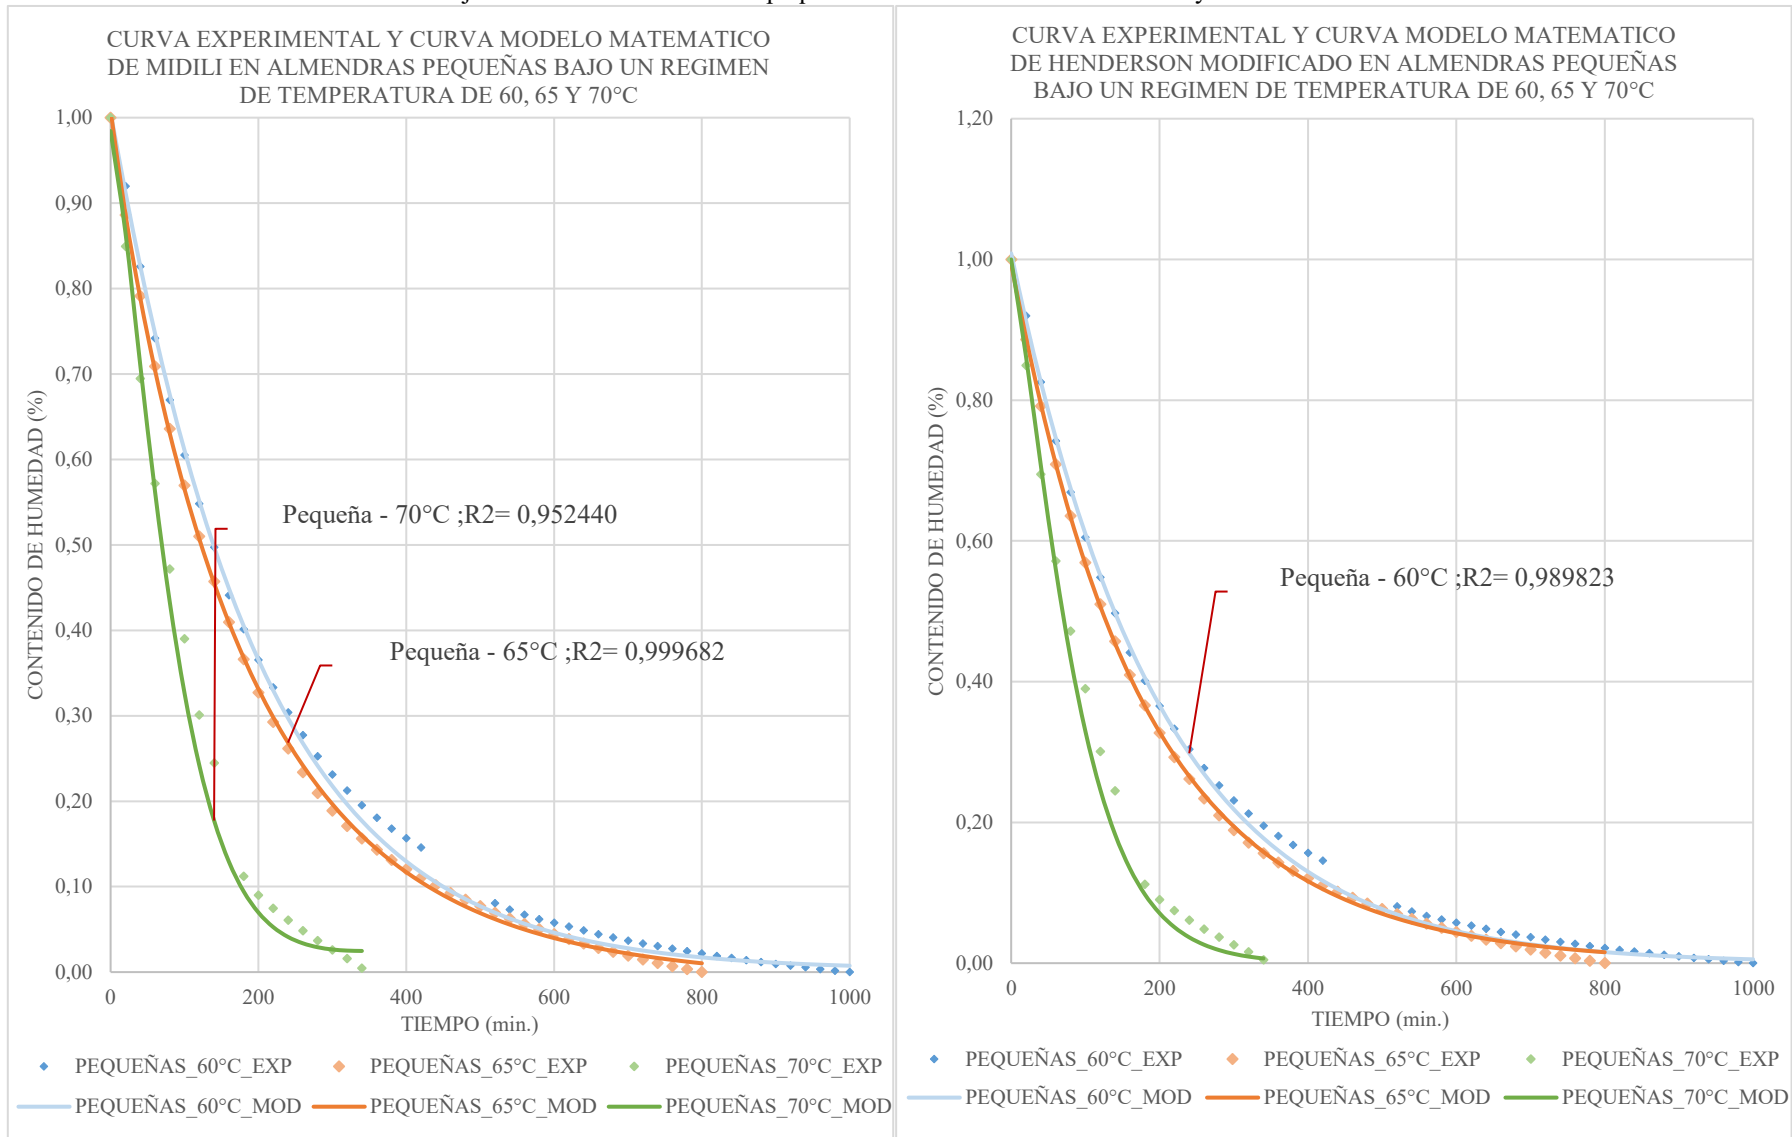 CURVA EXPERIMENTAL Y CURVA MODELO MATEMATICO
DE MIDILI EN ALMENDRAS PEQUEÑAS BAJO UN REGIMEN
DE TEMPERATURA DE 60, 65 Y 70°C
1,00
0,90
0,80
0,70
0,60
0,50
0,40
0,30
0,20
0,10
0,00
CONTENIDO DE HUMEDAD (%)
Pequeña - 70°C ;R2= 0,952440
Pequeña - 65°C ;R2= 0,999682
0 200 400 600 800 1000
TIEMPO (min.)
PEQUEÑAS_60°C_EXP PEQUEÑAS_65°C_EXP PEQUEÑAS_70°C_EXP
PEQUEÑAS_60°C_MOD PEQUEÑAS_65°C_MOD PEQUEÑAS_70°C_MOD
CURVA EXPERIMENTAL Y CURVA MODELO MATEMATICO
DE HENDERSON MODIFICADO EN ALMENDRAS PEQUEÑAS
BAJO UN REGIMEN DE TEMPERATURA DE 60, 65 Y 70°C
1,20
1,00
0,80
0,60
0,40
0,20
0,00
CONTENIDO DE HUMEDAD (%)
Pequeña - 60°C ;R2= 0,989823
0 200 400 600 800 1000
TIEMPO (min.)
PEQUEÑAS_60°C_EXP PEQUEÑAS_65°C_EXP PEQUEÑAS_70°C_EXP
PEQUEÑAS_60°C_MOD PEQUEÑAS_65°C_MOD PEQUEÑAS_70°C_MOD